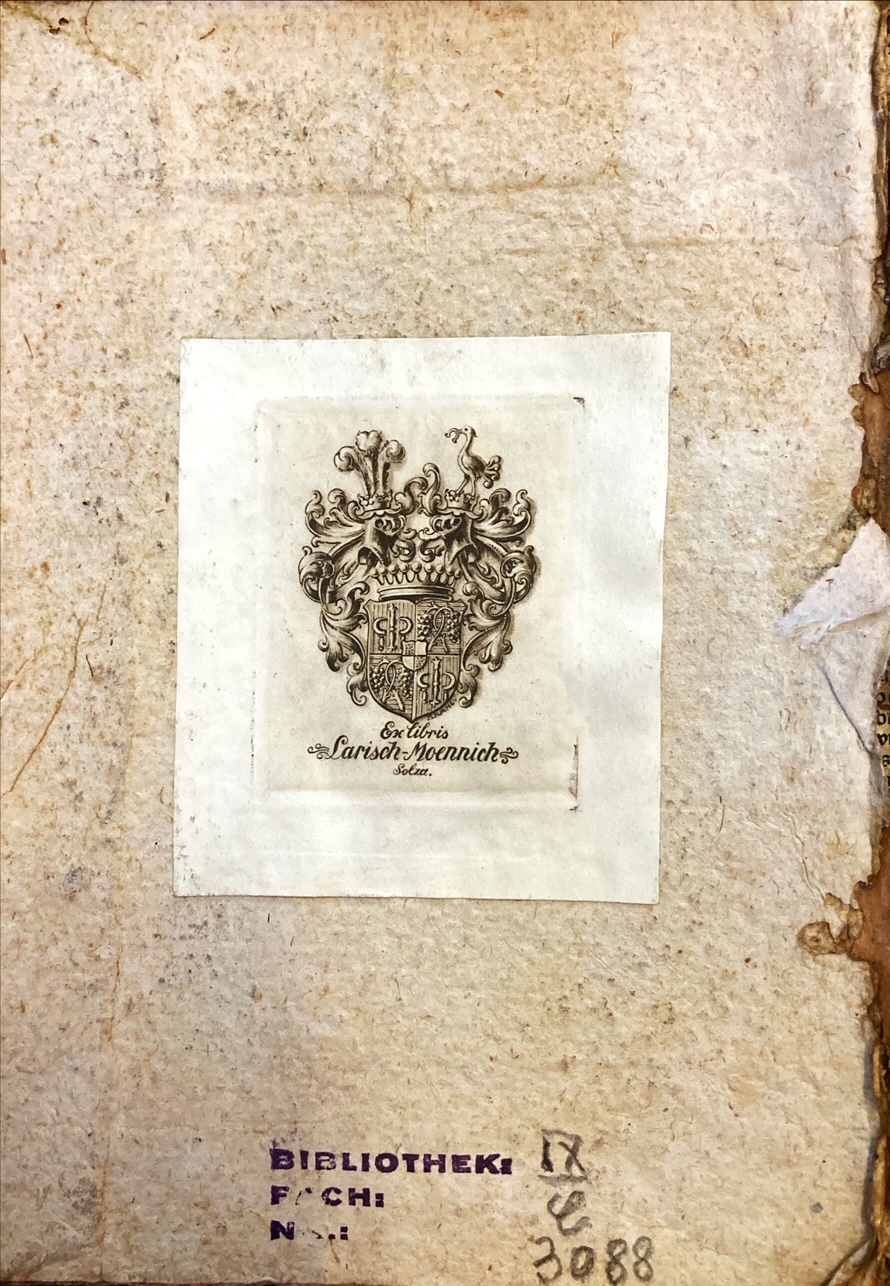 Ex libris
Larisch-Moennich
Solza.
BIBLIOTHEK: IX
FACH:
3088